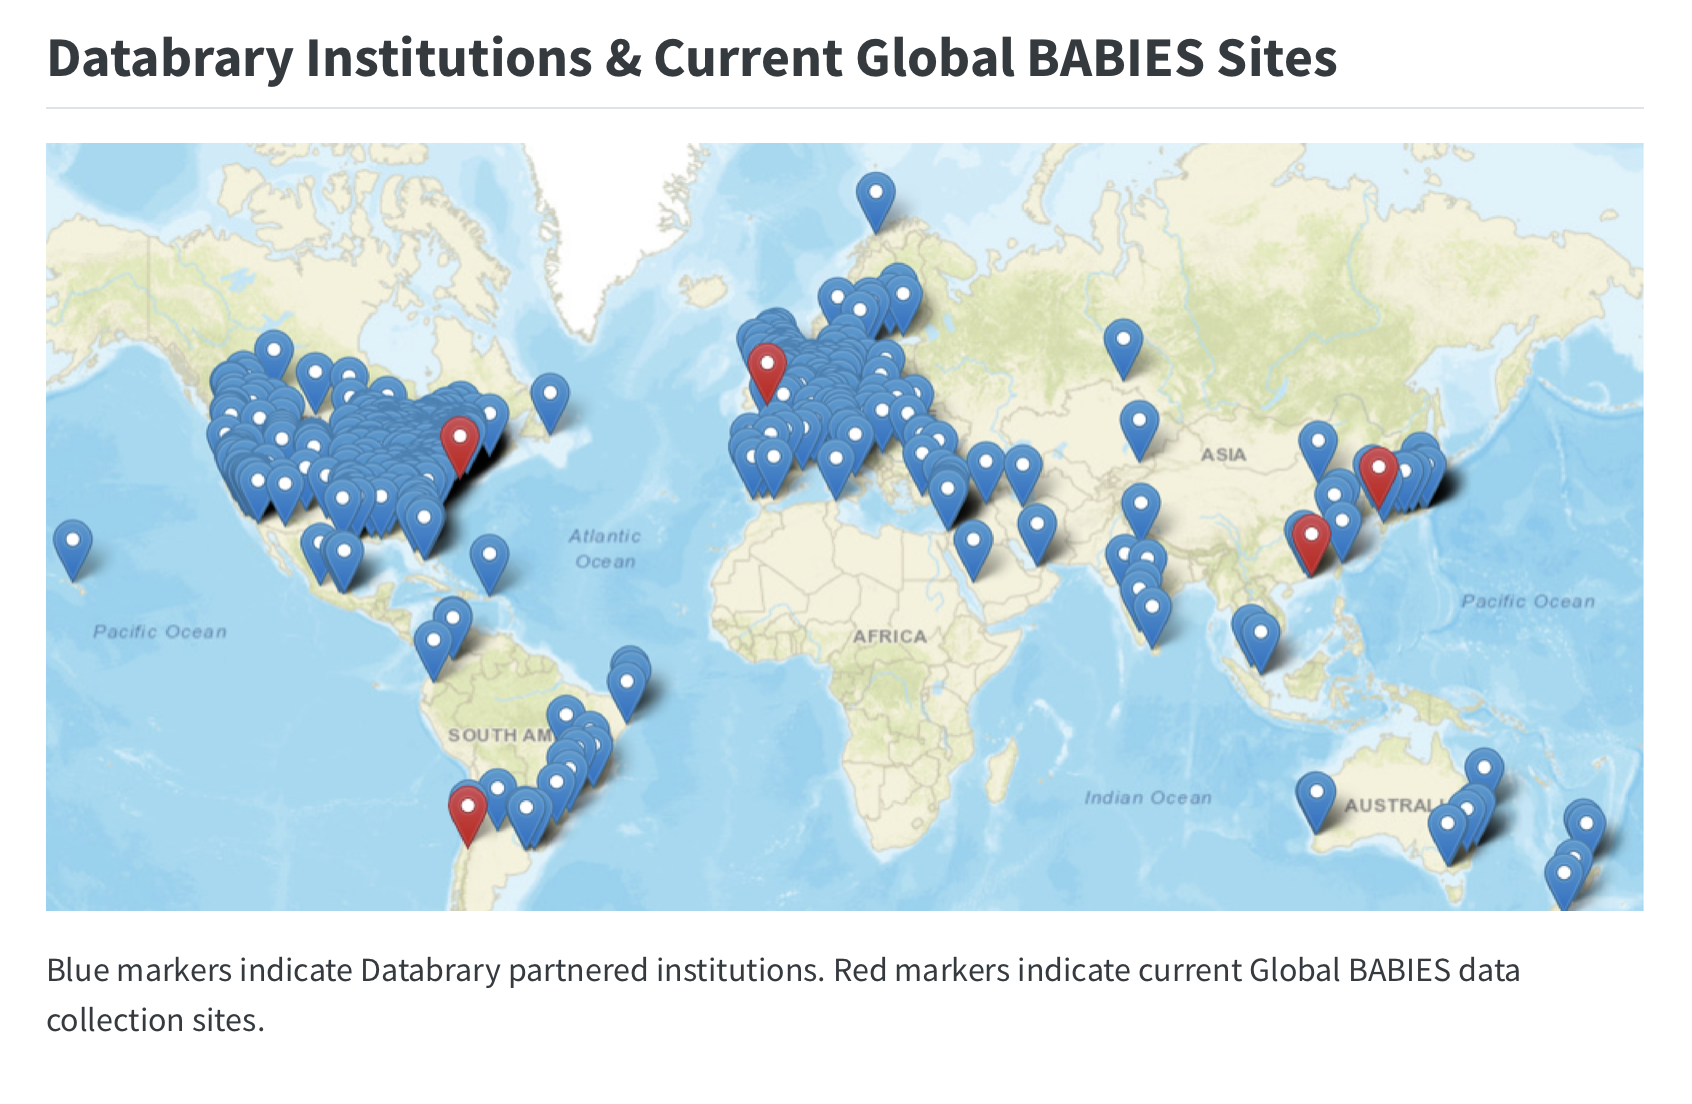 Databrary Institutions & Current Global BABIES Sites
ASIA
Atlantic
Ocean
Pacific Ocean
Pacific Ocean
AFRICA
SOUTH AM
Indian Ocean
AUSTRAL
Blue markers indicate Databrary partnered institutions. Red markers indicate current Global BABIES data
collection sites.